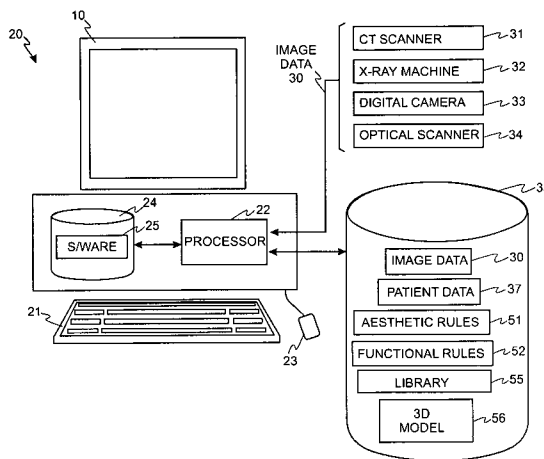 20
10
IMAGE
DATA
30
CT SCANNER 31
X-RAY MACHINE 32
DIGITAL CAMERA 33
OPTICAL SCANNER 34
24
25
S/WARE
22
PROCESSOR
21
23
3
IMAGE DATA 30
PATIENT DATA 37
AESTHETIC RULES 51
FUNCTIONAL RULES 52
LIBRARY 55
3D
MODEL 56